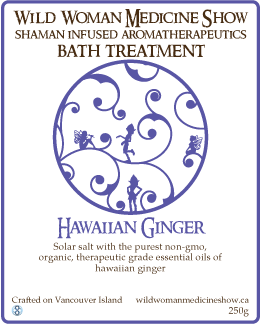 Wild Woman Medicine Show
Shaman Infused Aromatherapeutics
Bath Treatment
Hawaiian Ginger
Solar salt with the purest non-gmo,
organic, therapeutic grade essential oils of
hawaiian ginger
Crafted on Vancouver Island wildwomanmedicineshow.ca
250g